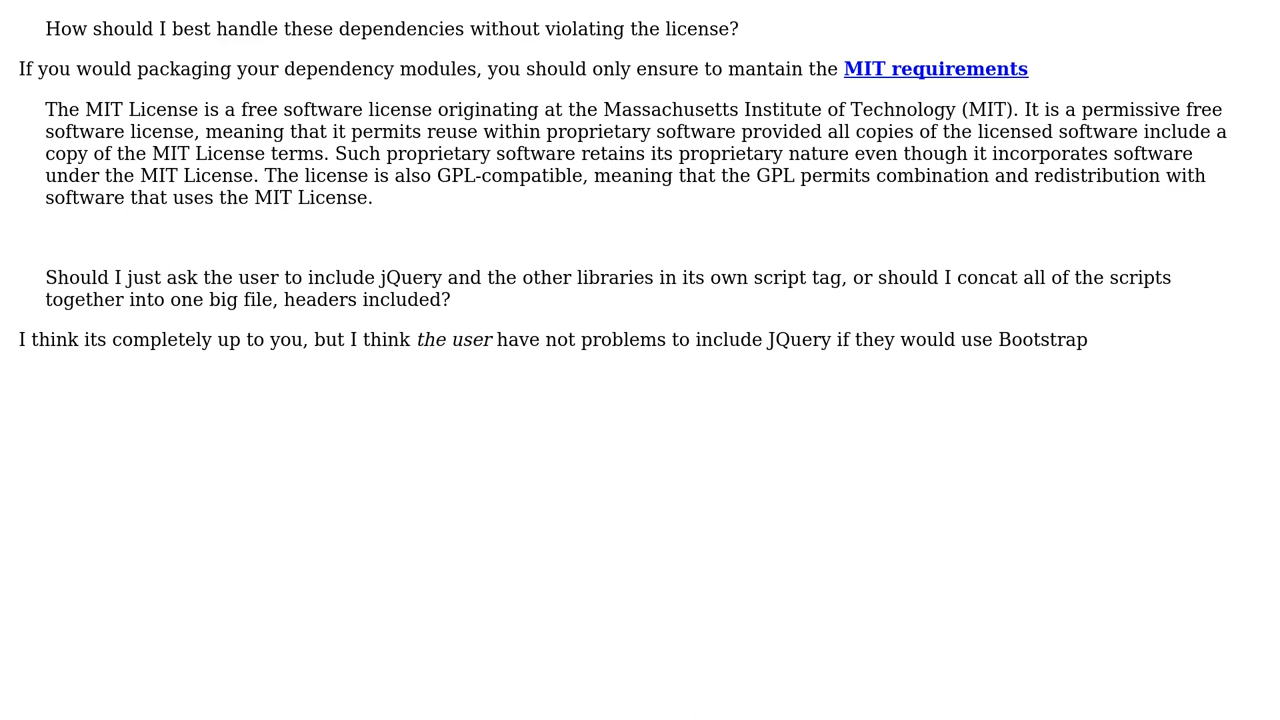 How should I best handle these dependencies without violating the license?
If you would packaging your dependency modules, you should only ensure to mantain the MIT requirements
The MIT License is a free software license originating at the Massachusetts Institute of Technology (MIT). It is a permissive free
software license, meaning that it permits reuse within proprietary software provided all copies of the licensed software include a
copy of the MIT License terms. Such proprietary software retains its proprietary nature even though it incorporates software
under the MIT License. The license is also GPL-compatible, meaning that the GPL permits combination and redistribution with
software that uses the MIT License.
Should I just ask the user to include jQuery and the other libraries in its own script tag, or should I concat all of the scripts
together into one big file, headers included?
I think its completely up to you, but I think the user have not problems to include JQuery if they would use Bootstrap